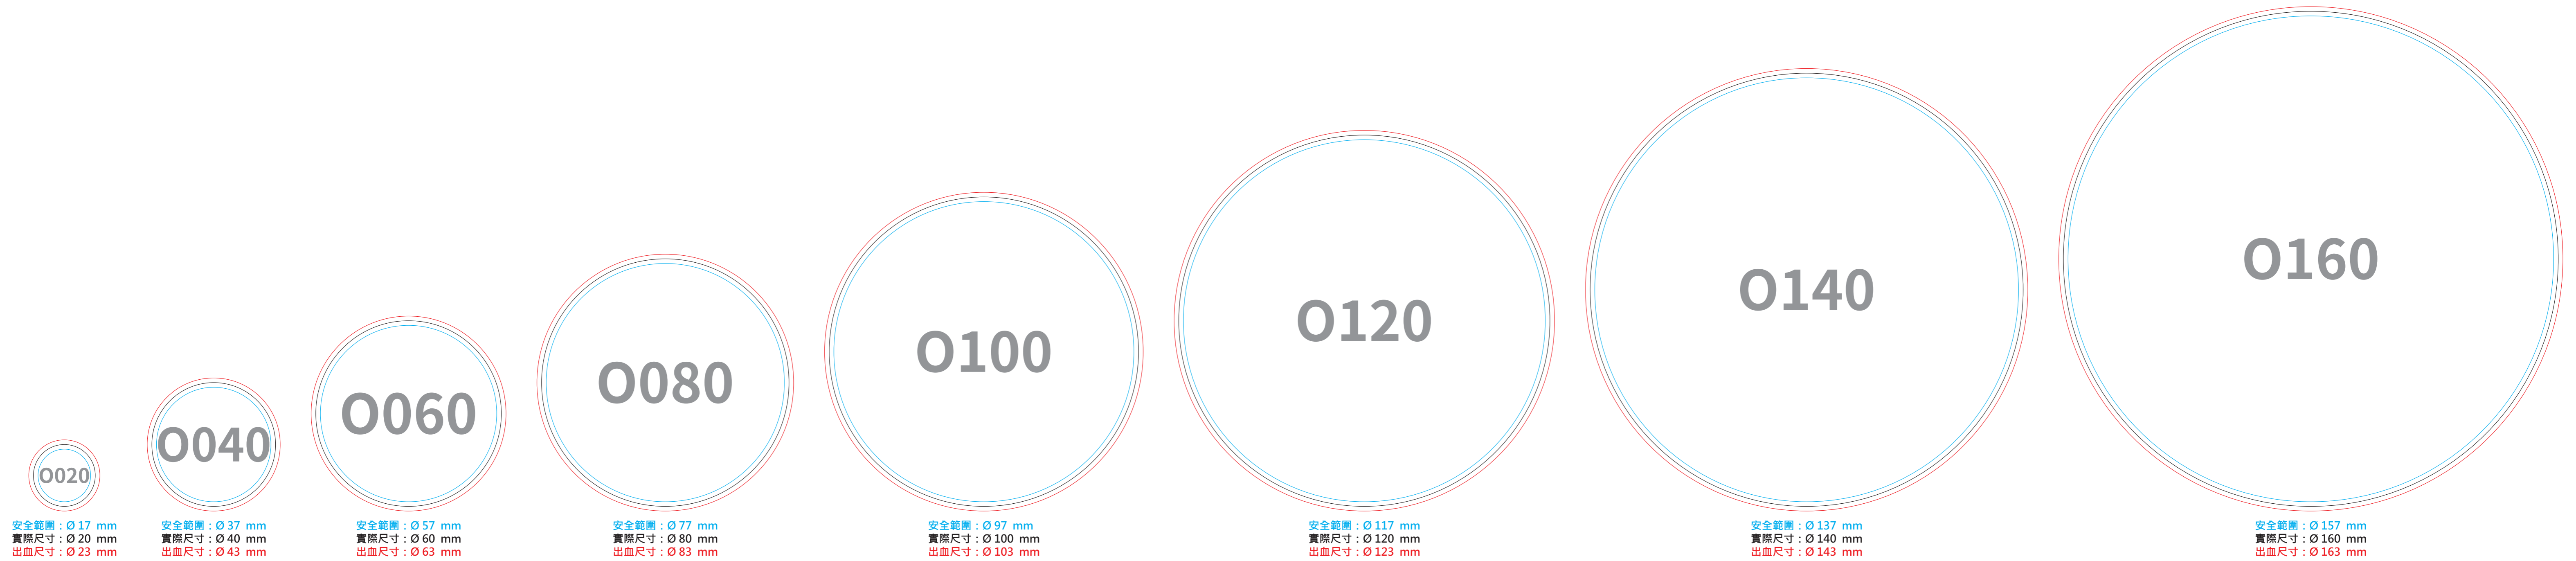 O020
安全範圍：Ø 17 mm
實際尺寸：Ø 20 mm
出血尺寸：Ø 23 mm
O040
安全範圍：Ø 37 mm
實際尺寸：Ø 40 mm
出血尺寸：Ø 43 mm
O060
安全範圍：Ø 57 mm
實際尺寸：Ø 60 mm
出血尺寸：Ø 63 mm
O080
安全範圍：Ø 77 mm
實際尺寸：Ø 80 mm
出血尺寸：Ø 83 mm
O100
安全範圍：Ø 97 mm
實際尺寸：Ø 100 mm
出血尺寸：Ø 103 mm
O120
安全範圍：Ø 117 mm
實際尺寸：Ø 120 mm
出血尺寸：Ø 123 mm
O140
安全範圍：Ø 137 mm
實際尺寸：Ø 140 mm
出血尺寸：Ø 143 mm
O160
安全範圍：Ø 157 mm
實際尺寸：Ø 160 mm
出血尺寸：Ø 163 mm